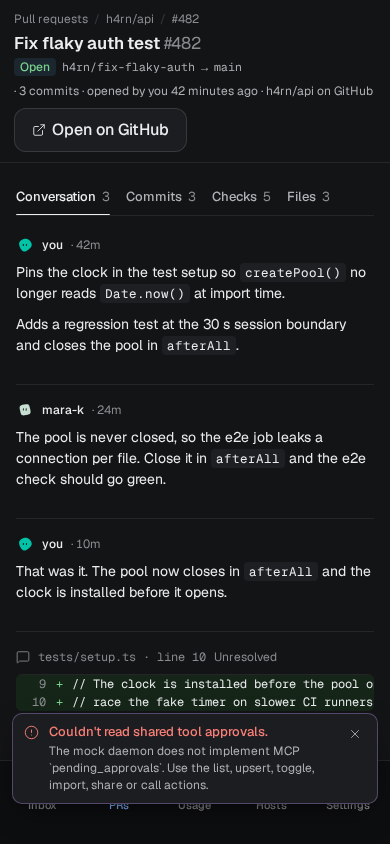 Pull requests / h4rn/api / #482
Fix flaky auth test #482
Open h4rn/fix-flaky-auth → main
· 3 commits · opened by you 42 minutes ago · h4rn/api on GitHub
Open on GitHub
Conversation 3 Commits 3 Checks 5 Files 3
you · 42m
Pins the clock in the test setup so createPool() no
longer reads Date.now() at import time.
Adds a regression test at the 30 s session boundary
and closes the pool in afterAll.
mara-k · 24m
The pool is never closed, so the e2e job leaks a
connection per file. Close it in afterAll and the e2e
check should go green.
you · 10m
That was it. The pool now closes in afterAll and the
clock is installed before it opens.
tests/setup.ts · line 10 Unresolved
9 + // The clock is installed before the pool o
10 + // race the fake timer on slower CI runners
Couldn't read shared tool approvals.
The mock daemon does not implement MCP
`pending_approvals`. Use the list, upsert, toggle,
import, share or call actions.
Inbox PRs Usage Hosts Settings